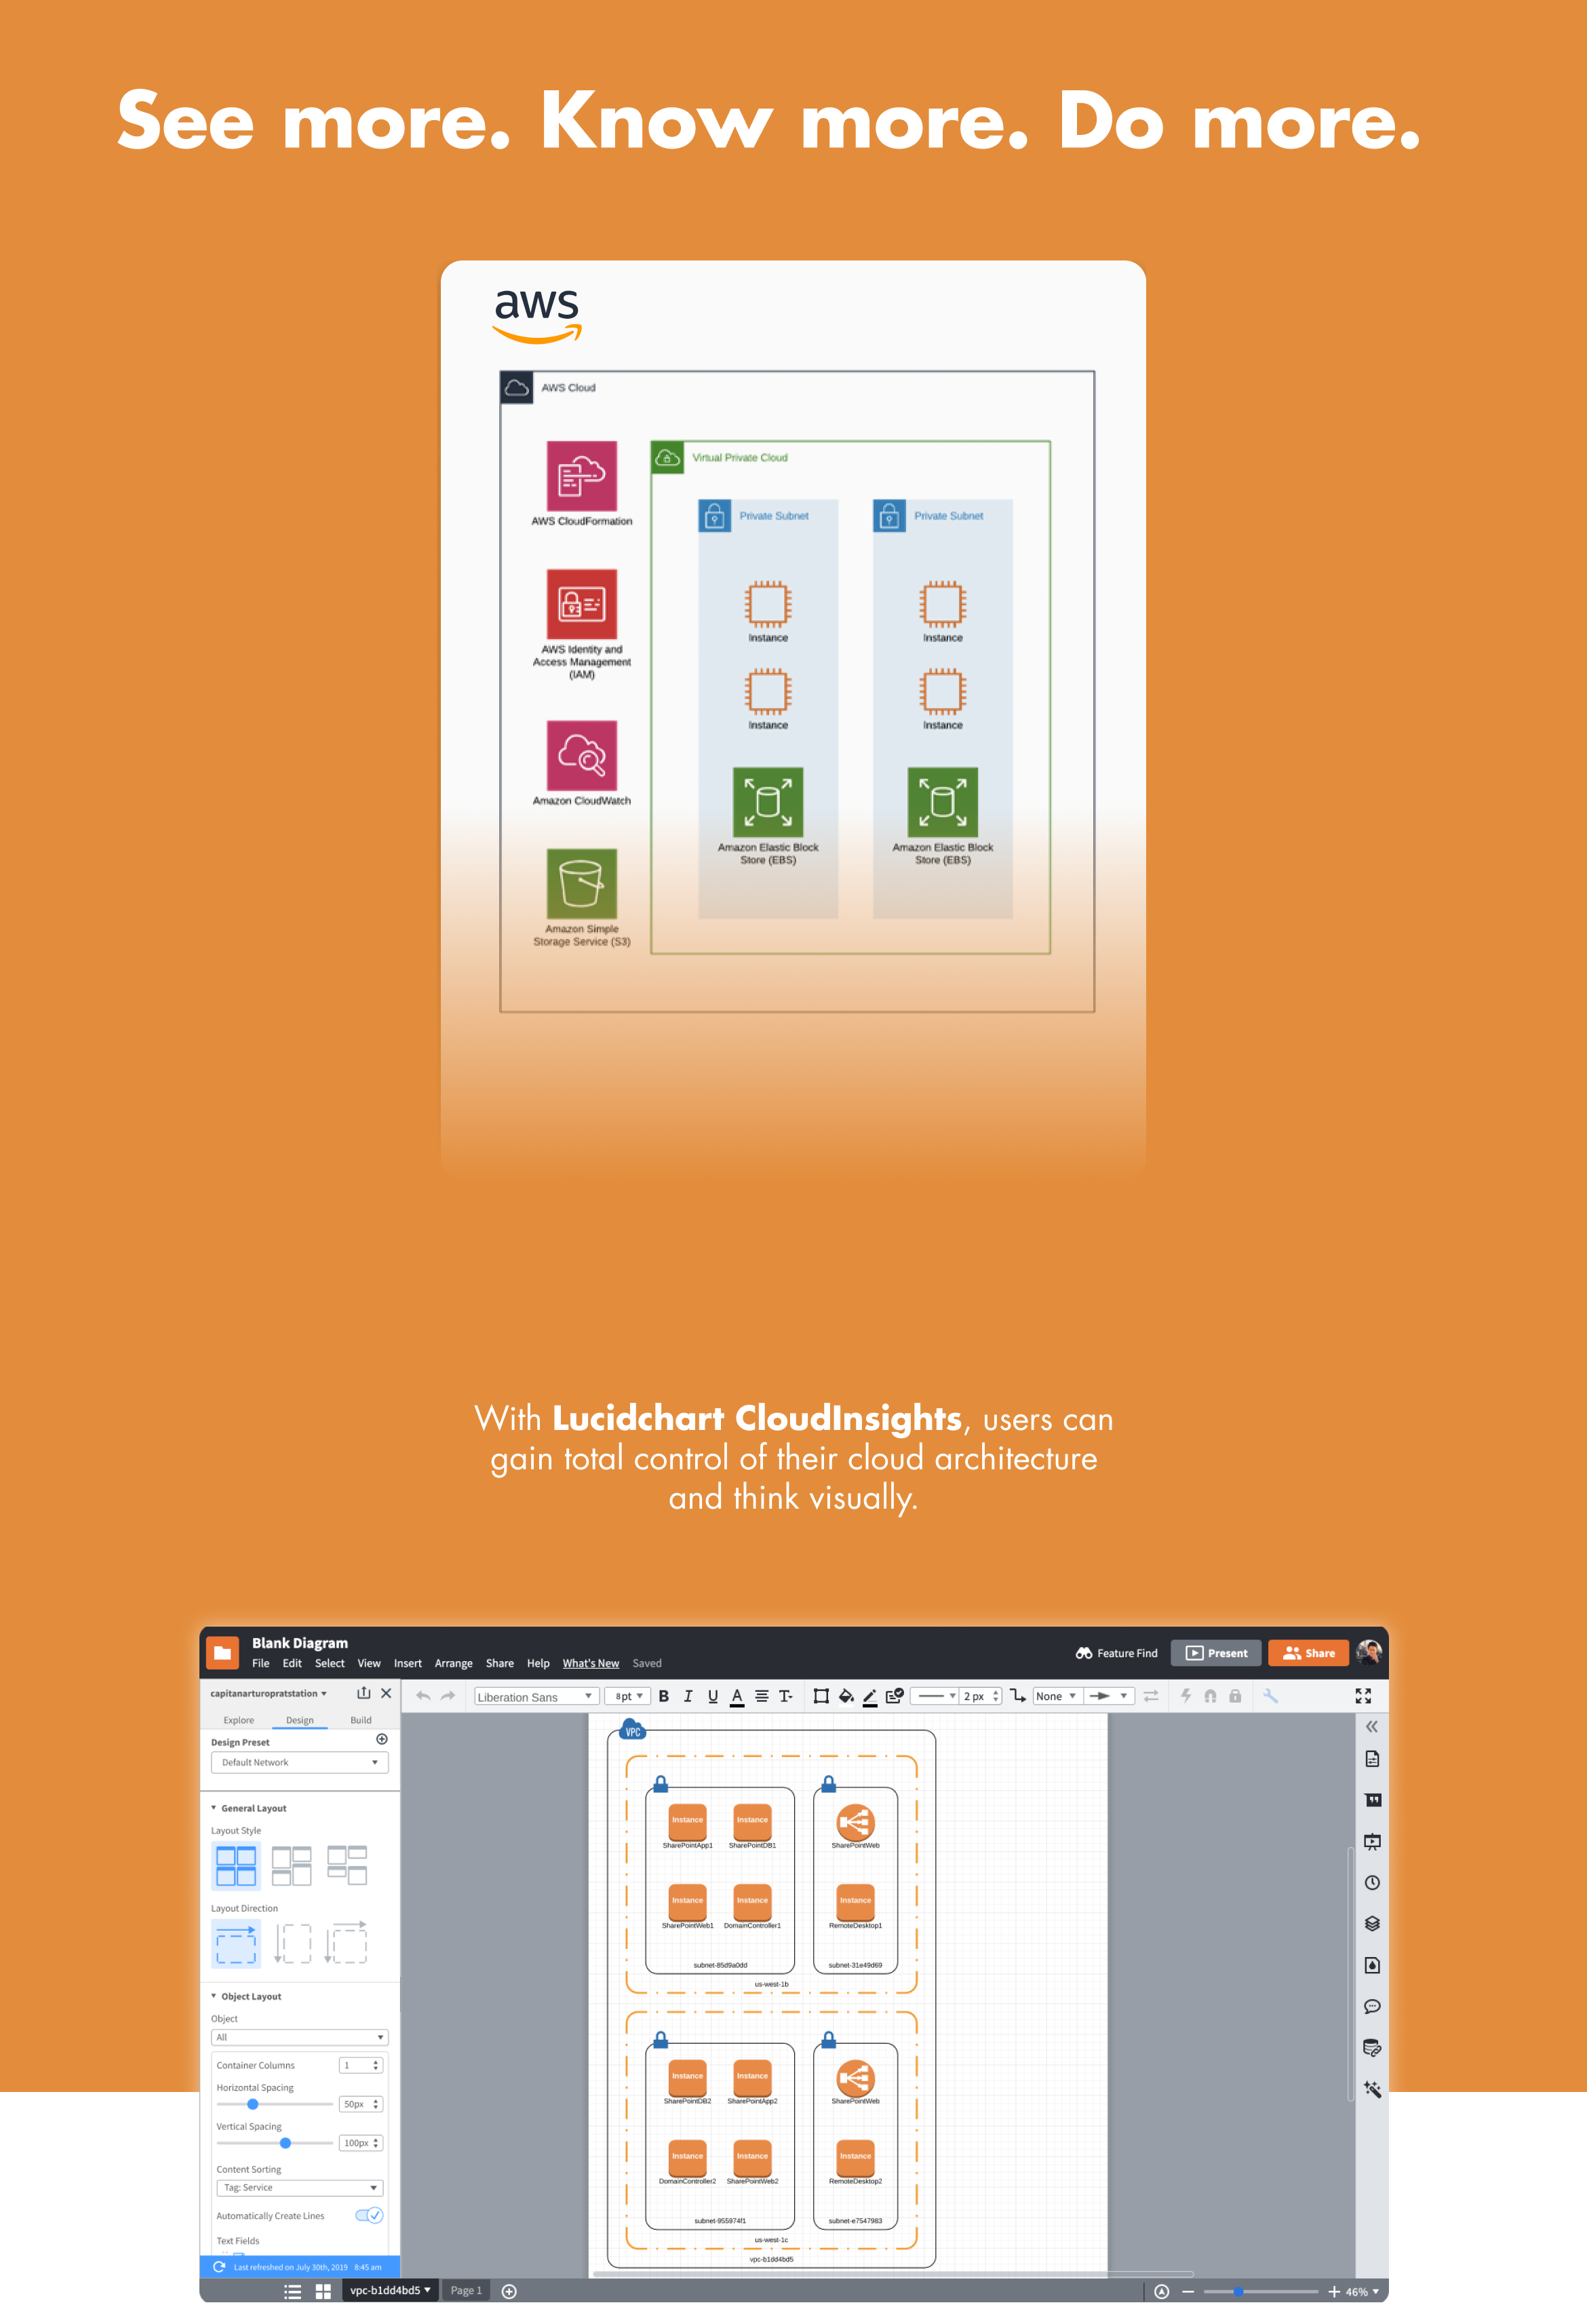 See more. Know more. Do more.
aws
AWS Cloud
AWS CloudFormation
AWS Identity and
Access Management
(IAM)
Amazon CloudWatch
Amazon Simple
Storage Service (S3)
Virtual Private Cloud
Private Subnet
Instance
Instance
Amazon Elastic Block
Store (EBS)
Private Subnet
Instance
Instance
Amazon Elastic Block
Store (EBS)
With Lucidchart CloudInsights, users can
gain total control of their cloud architecture
and think visually.
Blank Diagram
File Edit Select View Insert Arrange Share Help What's New Saved
Feature Find Present Share
capitanarturopratstation
Liberation Sans 8pt B I U A T 2 px None
Explore Design Build
Design Preset
Default Network
General Layout
Layout Style
Layout Direction
Object Layout
Object
All
Container Columns 1
Horizontal Spacing
50px
Vertical Spacing
100px
Content Sorting
Tag: Service
Automatically Create Lines
Text Fields
Last refreshed on July 30th, 2019 8:45 am
VPC
Instance Instance
SharePointApp1 SharePointDB1 SharePointWeb
Instance Instance Instance
SharePointWeb1 DomainController1 RemoteDesktop1
subnet-85d9a0dd subnet-31e49d69
us-west-1b
Instance Instance
SharePointDB2 SharePointApp2 SharePointWeb
Instance Instance Instance
DomainController2 SharePointWeb2 RemoteDesktop2
subnet-955974f1 subnet-e7547983
us-west-1c
vpc-b1dd4bd5
vpc-b1dd4bd5 Page 1 46%